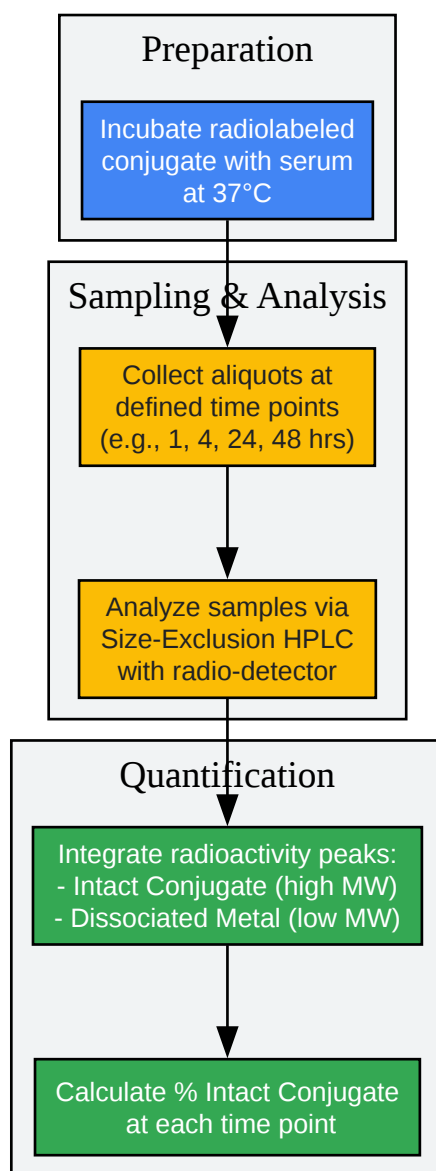 Preparation
Incubate radiolabeled
conjugate with serum
at 37°C
Sampling & Analysis
Collect aliquots at
defined time points
(e.g., 1, 4, 24, 48 hrs)
Analyze samples via
Size-Exclusion HPLC
with radio-detector
Quantification
Integrate radioactivity peaks:
- Intact Conjugate (high MW)
- Dissociated Metal (low MW)
Calculate % Intact Conjugate
at each time point